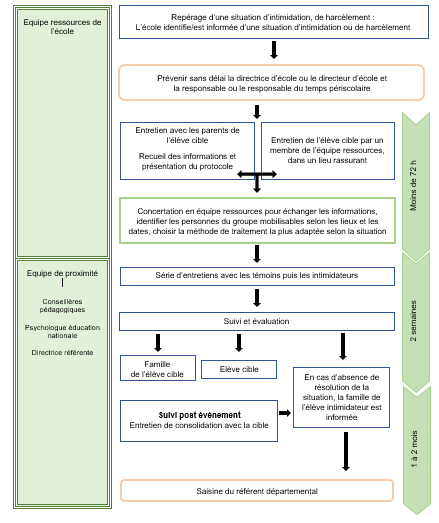 Equipe ressources de
l'école
Repérage d'une situation d'intimidation, de harcèlement :
L'école identifie/est informée d'une situation d'intimidation ou de harcèlement
Prévenir sans délai la directrice d'école ou le directeur d'école et
la responsable ou le responsable du temps périscolaire
Entretien avec les parents de
l'élève cible
Recueil des informations et
présentation du protocole
Entretien de l'élève cible par un
membre de l'équipe ressources,
dans un lieu rassurant
Moins de 72 h
Concertation en équipe ressources pour échanger les informations,
identifier les personnes du groupe mobilisables selon les lieux et les
dates, choisir la méthode de traitement la plus adaptée selon la situation
Equipe de proximité
Conseillères
pédagogiques
Psychologue éducation
nationale
Directrice référente
Série d'entretiens avec les témoins puis les intimidateurs
2 semaines
Suivi et évaluation
Famille
de l'élève cible
Elève cible
En cas d'absence de
résolution de la
situation, la famille de
l'élève intimidateur est
informée
Suivi post événement
Entretien de consolidation avec la cible
1 à 2 mois
Saisine du référent départemental